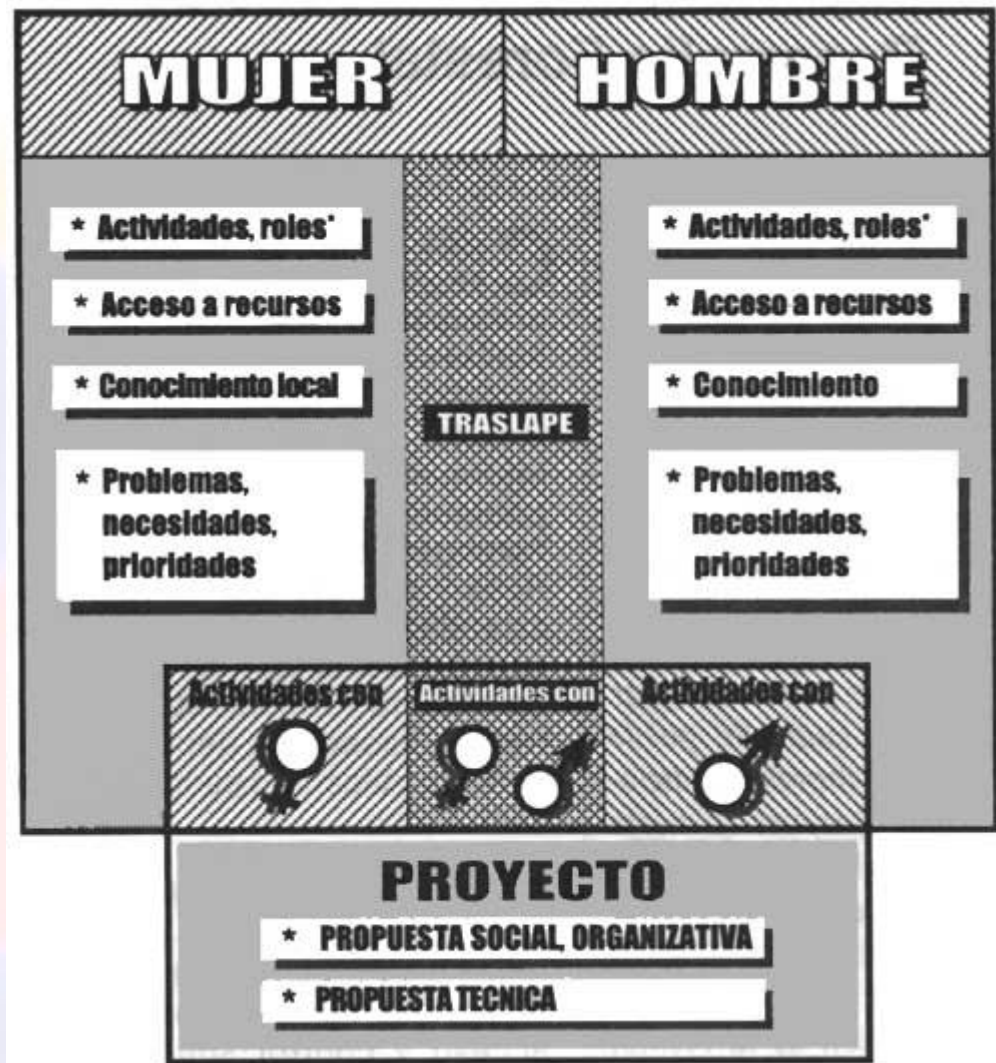 MUJER
HOMBRE
* Actividades, roles*
* Acceso a recursos
* Conocimiento local
* Problemas,
necesidades,
prioridades
TRASLAPE
* Actividades, roles*
* Acceso a recursos
* Conocimiento
* Problemas,
necesidades,
prioridades
Actividades con
Actividades con
Actividades con
PROYECTO
* PROPUESTA SOCIAL, ORGANIZATIVA
* PROPUESTA TECNICA